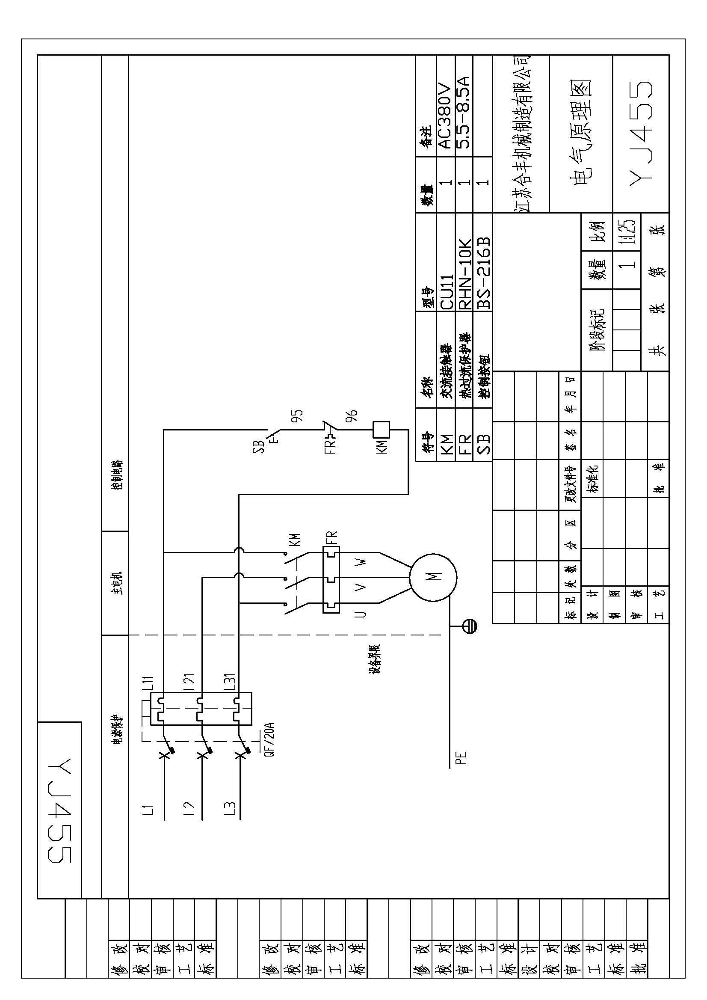 YJ455
电源保护 主电机 控制电路
L1 L11
L2 L21
L3 L31
QF/20A
设备界限
PE
KM
FR
U V W
M
SB
95
FR
96
KM
符号 名称 型号 数量 备注
KM 交流接触器 CU11 1 AC380V
FR 热过流保护器 RHN-10K 1 5.5-8.5A
SB 控制按钮 BS-216B 1
江苏合丰机械制造有限公司
电气原理图
YJ455
标记 处数 分区 更改文件号 签名 年月日
设计 标准化 阶段标记 数量 比例
制图 1 1:1.25
审核
工艺 批准 共 张 第 张
修改
校对
审核
工艺
标准
修改
校对
审核
工艺
标准
修改
校对
审核
工艺
标准
设计
校对
审核
工艺
标准
批准